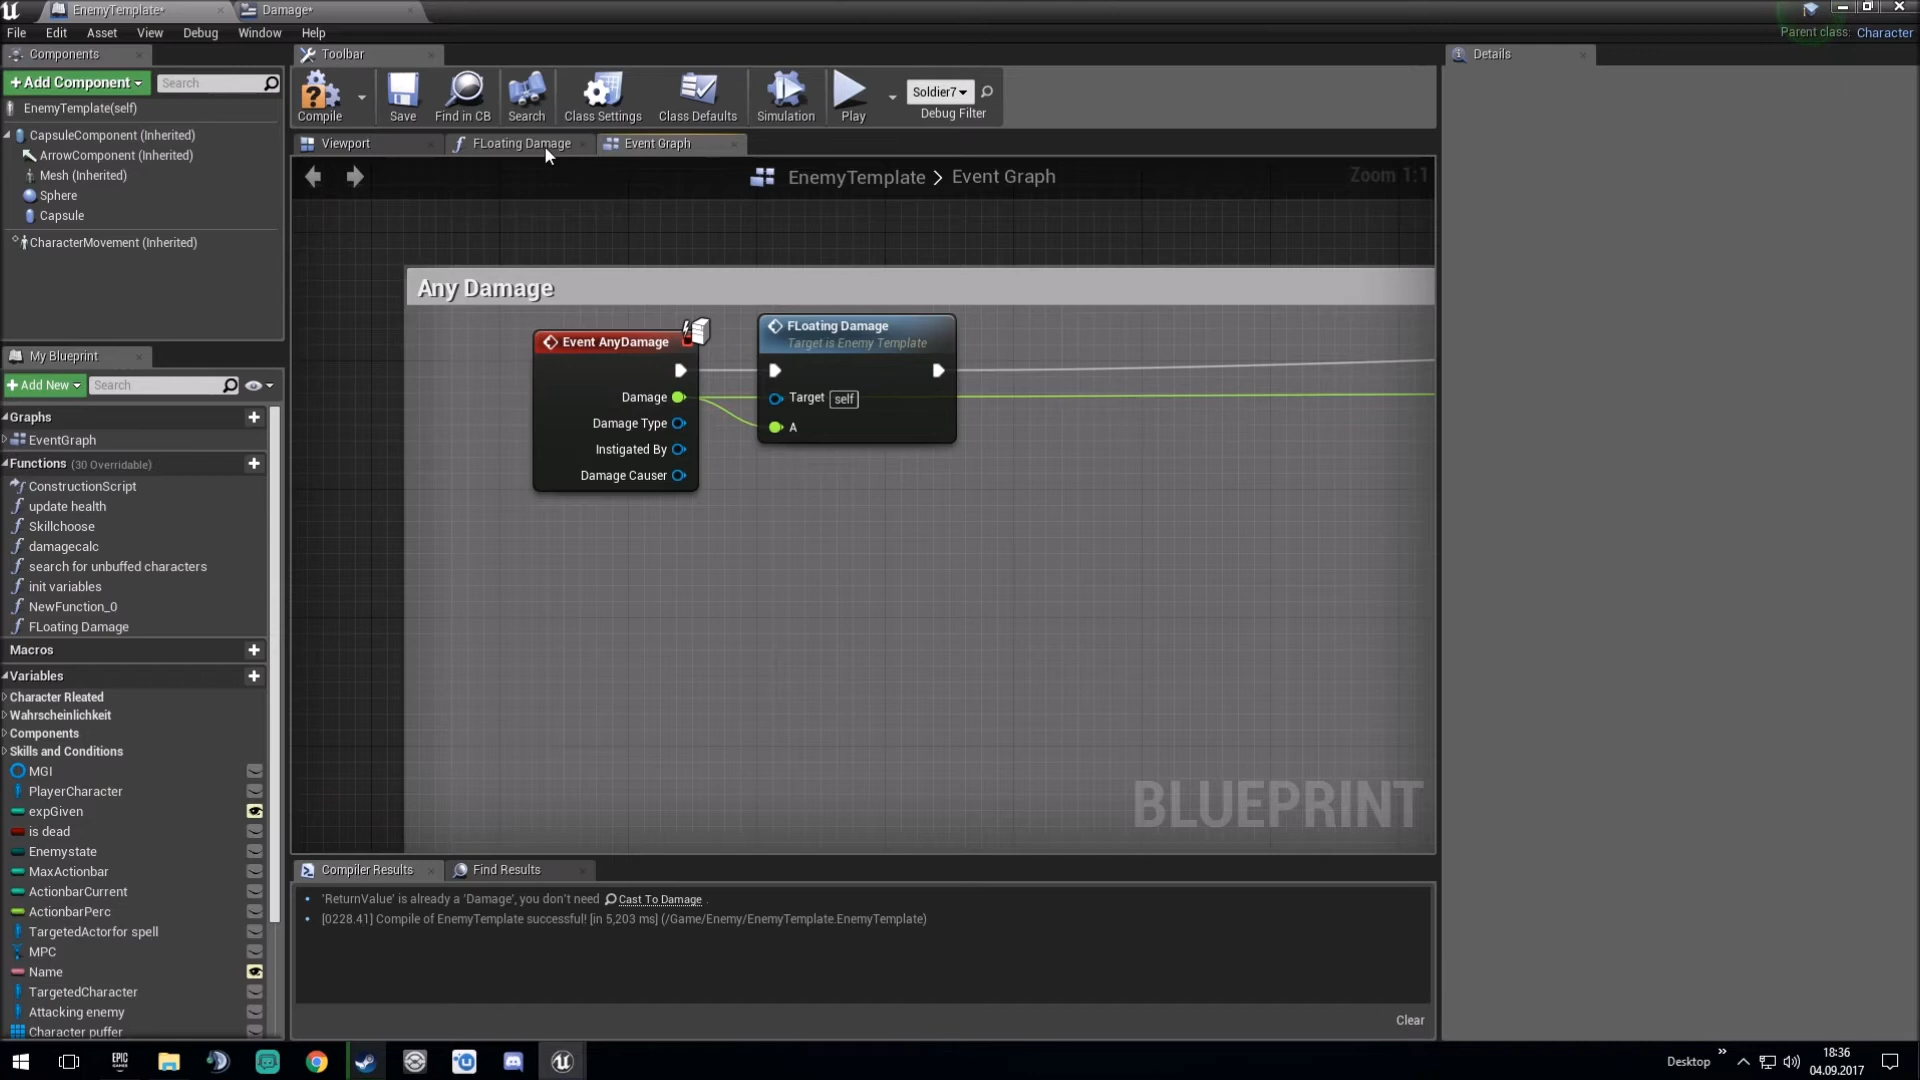 EnemyTemplate*
Damage*
File Edit Asset View Debug Window Help
Parent class: Character
Components
Toolbar
Details
+Add Component
Search
EnemyTemplate(self)
CapsuleComponent (Inherited)
ArrowComponent (Inherited)
Mesh (Inherited)
Sphere
Capsule
CharacterMovement (Inherited)
Compile
Save
Find in CB
Search
Class Settings
Class Defaults
Simulation
Play
Soldier7
Debug Filter
Viewport
FLoating Damage
Event Graph
EnemyTemplate > Event Graph
Zoom 1:1
Any Damage
Event AnyDamage
Damage
Damage Type
Instigated By
Damage Causer
FLoating Damage
Target is Enemy Template
Target self
A
BLUEPRINT
My Blueprint
+Add New
Search
Graphs
EventGraph
Functions (30 Overridable)
ConstructionScript
update health
Skillchoose
damagecalc
search for unbuffed characters
init variables
NewFunction_0
FLoating Damage
Macros
Variables
Character Rleated
Wahrscheinlichkeit
Components
Skills and Conditions
MGI
PlayerCharacter
expGiven
is dead
Enemystate
MaxActionbar
ActionbarCurrent
ActionbarPerc
TargetedActorfor spell
MPC
Name
TargetedCharacter
Attacking enemy
Character puffer
Compiler Results
Find Results
'ReturnValue' is already a 'Damage', you don't need Cast To Damage .
[0228.41] Compile of EnemyTemplate successful! [in 5,203 ms] (/Game/Enemy/EnemyTemplate.EnemyTemplate)
Clear
EPIC
GAMES
Desktop
18:36
04.09.2017